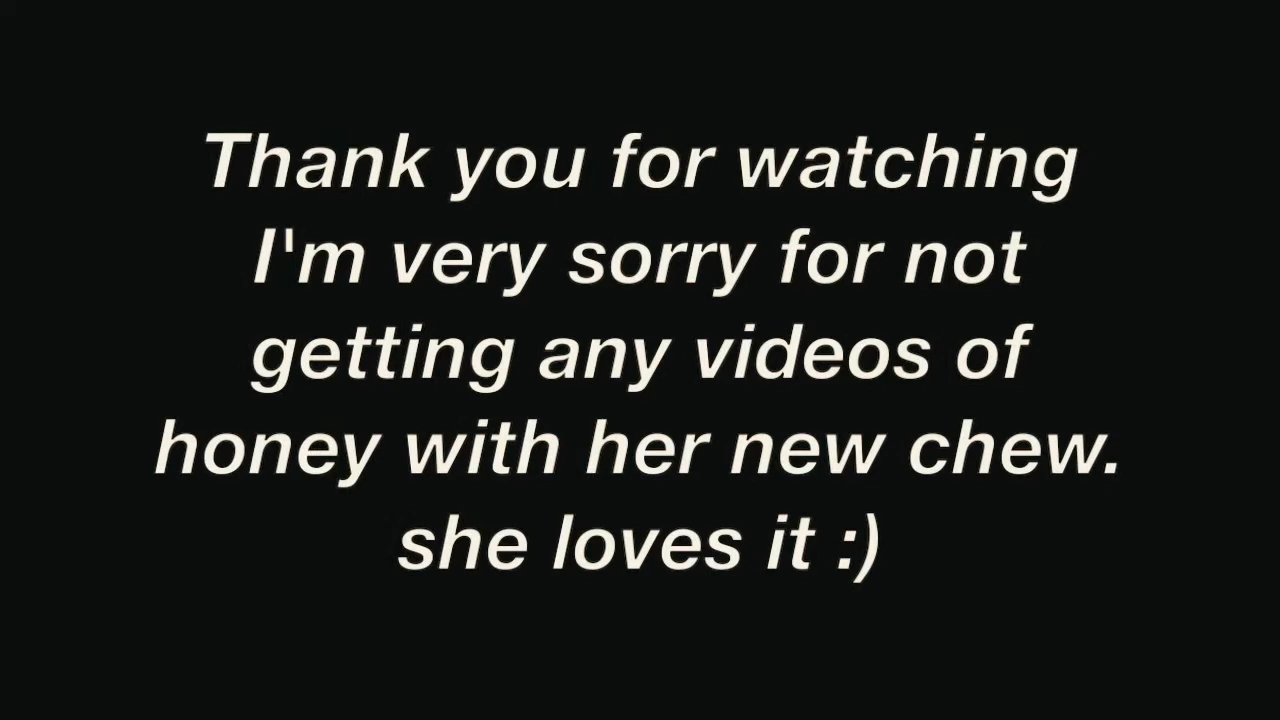 Thank you for watching
I'm very sorry for not
getting any videos of
honey with her new chew.
she loves it :)